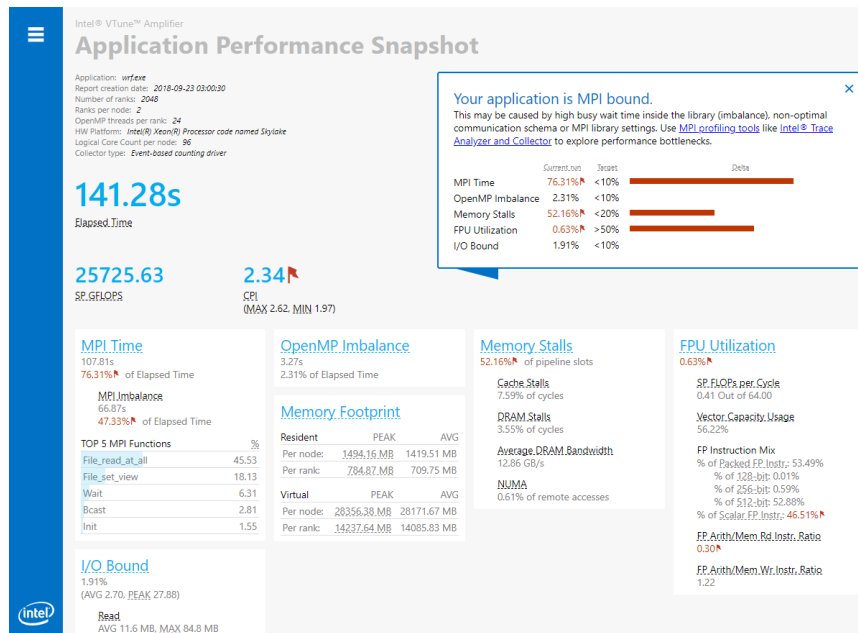 Intel® VTune™ Amplifier
Application Performance Snapshot
Application: wrf.exe
Report creation date: 2018-09-23 03:00:30
Number of ranks: 2048
Ranks per node: 2
OpenMP threads per rank: 24
HW Platform: Intel(R) Xeon(R) Processor code named Skylake
Logical Core Count per node: 96
Collector type: Event-based counting driver
141.28s
Elapsed Time
25725.63
SP GFLOPS
2.34
CPI
(MAX 2.62, MIN 1.97)
Your application is MPI bound.
This may be caused by high busy wait time inside the library (imbalance), non-optimal
communication schema or MPI library settings. Use MPI profiling tools like Intel® Trace
Analyzer and Collector to explore performance bottlenecks.
Current run Target Delta
MPI Time 76.31% <10%
OpenMP Imbalance 2.31% <10%
Memory Stalls 52.16% <20%
FPU Utilization 0.63% >50%
I/O Bound 1.91% <10%
MPI Time
107.81s
76.31% of Elapsed Time
MPI Imbalance
66.87s
47.33% of Elapsed Time
TOP 5 MPI Functions %
File_read_at_all 45.53
File_set_view 18.13
Wait 6.31
Bcast 2.81
Init 1.55
I/O Bound
1.91%
(AVG 2.70, PEAK 27.88)
Read
AVG 11.6 MB, MAX 84.8 MB
OpenMP Imbalance
3.27s
2.31% of Elapsed Time
Memory Footprint
Resident PEAK AVG
Per node: 1494.16 MB 1419.51 MB
Per rank: 784.87 MB 709.75 MB
Virtual PEAK AVG
Per node: 28356.38 MB 28171.67 MB
Per rank: 14237.64 MB 14085.83 MB
Memory Stalls
52.16% of pipeline slots
Cache Stalls
7.59% of cycles
DRAM Stalls
3.55% of cycles
Average DRAM Bandwidth
12.86 GB/s
NUMA
0.61% of remote accesses
FPU Utilization
0.63%
SP FLOPs per Cycle
0.41 Out of 64.00
Vector Capacity Usage
56.22%
FP Instruction Mix
% of Packed FP Instr.: 53.49%
% of 128-bit: 0.01%
% of 256-bit: 0.59%
% of 512-bit: 52.88%
% of Scalar FP Instr.: 46.51%
FP Arith/Mem Rd Instr. Ratio
0.30
FP Arith/Mem Wr Instr. Ratio
1.22
intel